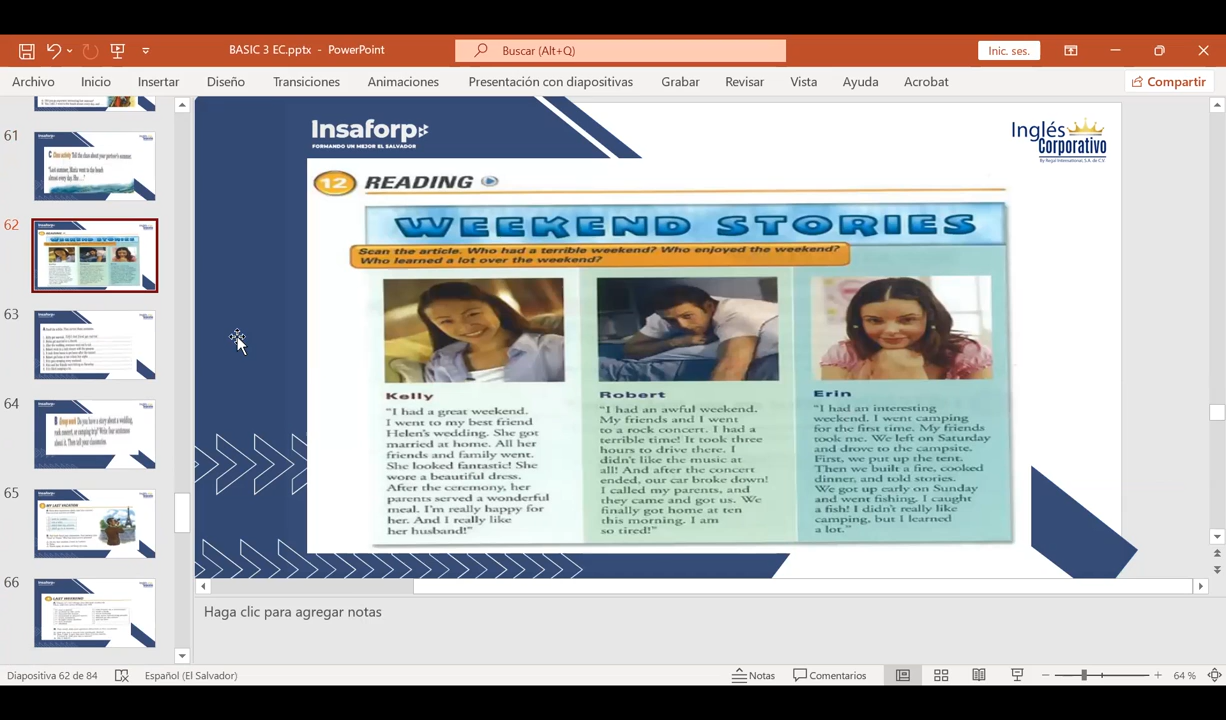 BASIC 3 EC.pptx - PowerPoint
Buscar (Alt+Q)
Inic. ses.
Archivo
Inicio
Insertar
Diseño
Transiciones
Animaciones
Presentación con diapositivas
Grabar
Revisar
Vista
Ayuda
Acrobat
Compartir
61
62
63
64
65
66
Insaforp
FORMANDO UN MEJOR EL SALVADOR
Inglés
Corporativo
By Regal International, S.A. de C.V.
12 READING
WEEKEND STORIES
Scan the article. Who had a terrible weekend? Who enjoyed the weekend?
Who learned a lot over the weekend?
Kelly
"I had a great weekend.
I went to my best friend
Helen's wedding. She got
married at home. All her
friends and family went.
She looked fantastic! She
wore a beautiful dress.
After the ceremony, her
parents served a wonderful
meal. I'm really happy for
her. And I really like
her husband!"
Robert
"I had an awful weekend.
My friends and I went
to a rock concert. I had a
terrible time! It took three
hours to drive there. I
didn't like the music at
all! And after the concert
ended, our car broke down!
I called my parents, and
they came and got us. We
finally got home at ten
this morning. I am
so tired!"
Erin
"I had an interesting
weekend. I went camping
for the first time. My friends
took me. We left on Saturday
and drove to the campsite.
First, we put up the tent.
Then we built a fire, cooked
dinner, and told stories.
We got up early on Sunday
and went fishing. I caught
a fish! I didn't really like
camping, but I learned
a lot."
Haga clic para agregar notas
Diapositiva 62 de 84
Español (El Salvador)
Notas
Comentarios
64 %